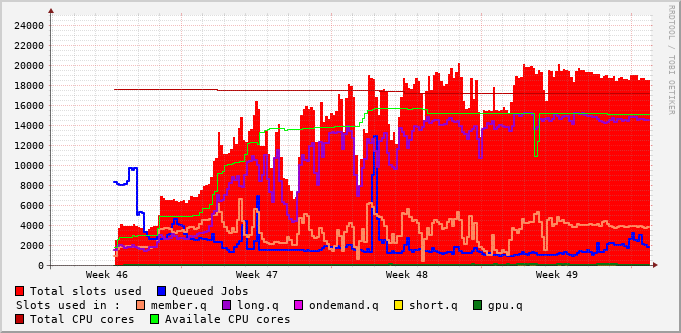 RRDTOOL / TOBI OETIKER
24000
22000
20000
18000
16000
14000
12000
10000
8000
6000
4000
2000
0
Week 46 Week 47 Week 48 Week 49
Total slots used Queued Jobs
Slots used in : member.q long.q ondemand.q short.q gpu.q
Total CPU cores Availale CPU cores